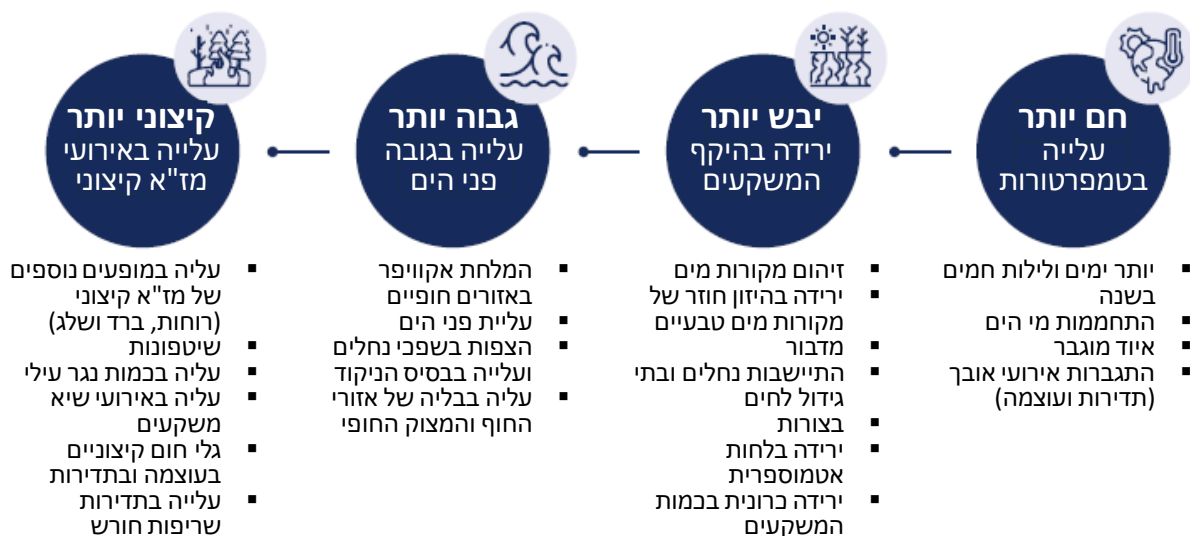 חם יותר
עלייה
בטמפרטורות
יותר ימים ולילות חמים
בשנה
התחממות מי הים
איוד מוגבר
התגברות אירועי אובך
(תדירות ועוצמה)
יבש יותר
ירידה בהיקף
המשקעים
זיהום מקורות מים
ירידה בהיזון חוזר של
מקורות מים טבעיים
מדבור
התיישבות נחלים ובתי
גידול לחים
בצורות
ירידה בלחות
אטמוספרית
ירידה כרונית בכמות
המשקעים
גבוה יותר
עלייה בגובה
פני הים
המלחת אקוויפר
באזורים חופיים
עליית פני הים
הצפות בשפכי נחלים
ועלייה בבסיס הניקוד
עליה בבליה של אזורי
החוף והמצוק החופי
קיצוני יותר
עלייה באירועי
מז"א קיצוני
עליה במופעים נוספים
של מז"א קיצוני
(רוחות, ברד ושלג)
שיטפונות
עליה בכמות נגר עילי
עליה באירועי שיא
משקעים
גלי חום קיצוניים
בעוצמה ובתדירות
עלייה בתדירות
שריפות חורש